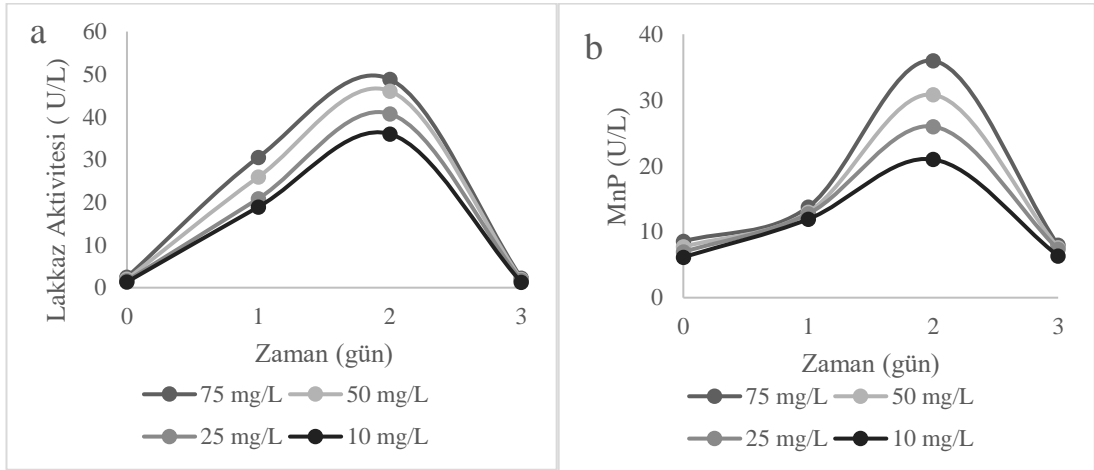 a
Lakkaz Aktivitesi ( U/L)
60
50
40
30
20
10
0
0 1 2 3
Zaman (gün)
75 mg/L 50 mg/L
25 mg/L 10 mg/L
b
MnP (U/L)
40
30
20
10
0
0 1 2 3
Zaman (gün)
75 mg/L 50 mg/L
25 mg/L 10 mg/L